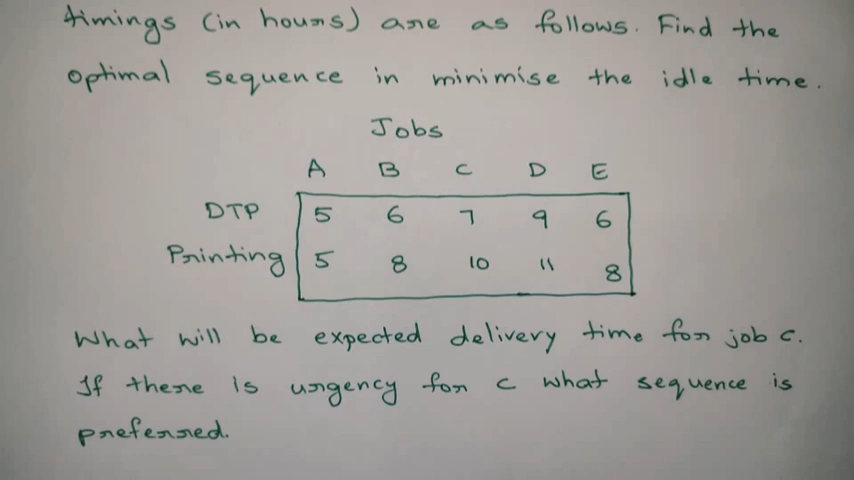 timings (in hours) are as follows. Find the
optimal sequence in minimise the idle time.
Jobs
A B C D E
DTP 5 6 7 9 6
Printing 5 8 10 11 8
What will be expected delivery time for job c.
If there is urgency for c what sequence is
preferred.